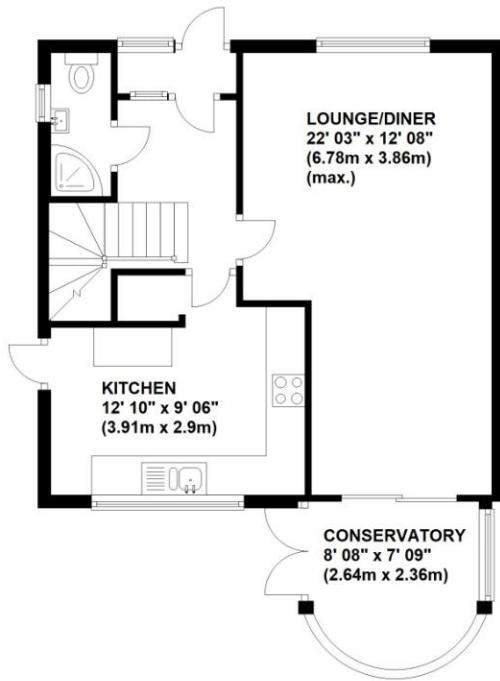 LOUNGE/DINER
22' 03" x 12' 08"
(6.78m x 3.86m)
(max.)
KITCHEN
12' 10" x 9' 06"
(3.91m x 2.9m)
CONSERVATORY
8' 08" x 7' 09"
(2.64m x 2.36m)